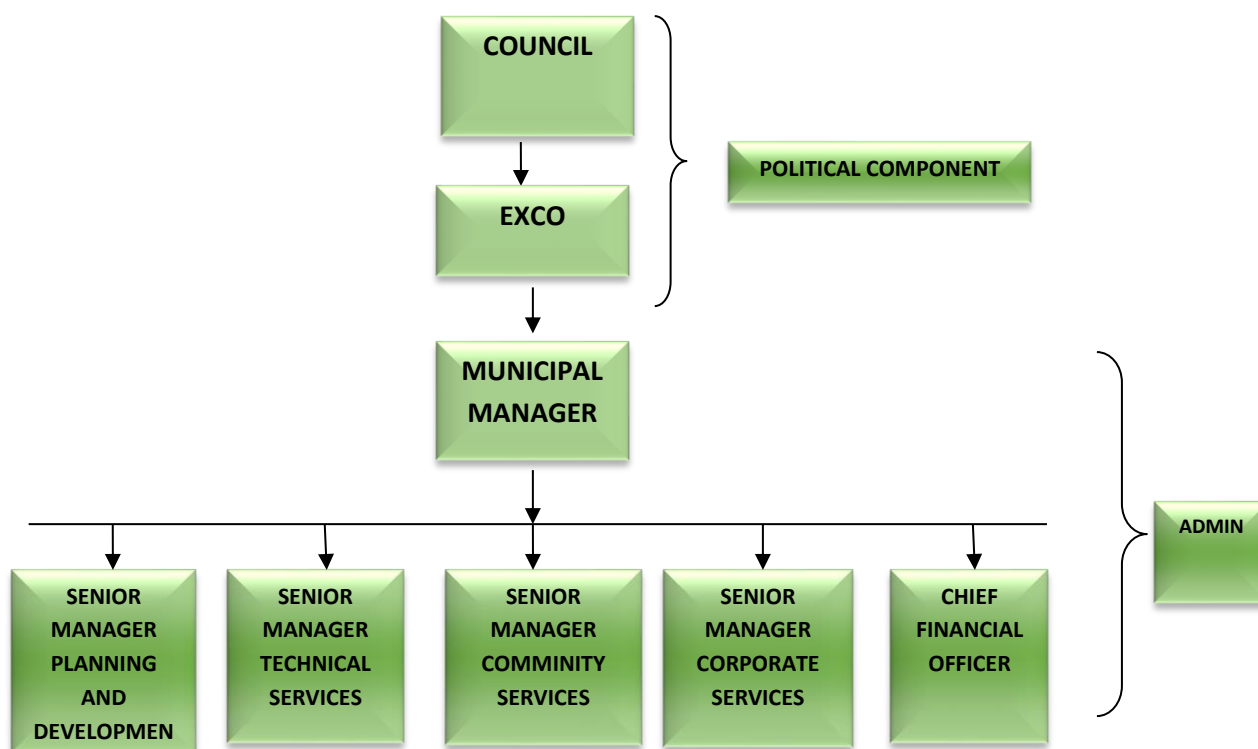 COUNCIL
POLITICAL COMPONENT
EXCO
MUNICIPAL
MANAGER
ADMIN
SENIOR
MANAGER
PLANNING
AND
DEVELOPMEN
SENIOR
MANAGER
TECHNICAL
SERVICES
SENIOR
MANAGER
COMMINITY
SERVICES
SENIOR
MANAGER
CORPORATE
SERVICES
CHIEF
FINANCIAL
OFFICER